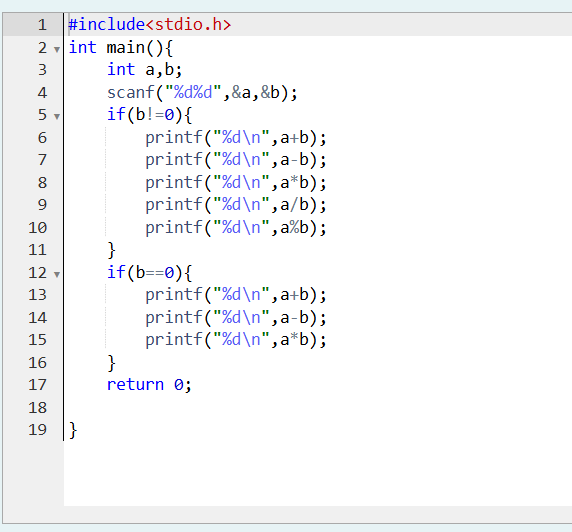 1 #include<stdio.h>
2 int main(){
3     int a,b;
4     scanf("%d%d",&a,&b);
5     if(b!=0){
6         printf("%d\n",a+b);
7         printf("%d\n",a-b);
8         printf("%d\n",a*b);
9         printf("%d\n",a/b);
10         printf("%d\n",a%b);
11     }
12     if(b==0){
13         printf("%d\n",a+b);
14         printf("%d\n",a-b);
15         printf("%d\n",a*b);
16     }
17     return 0;
18
19 }